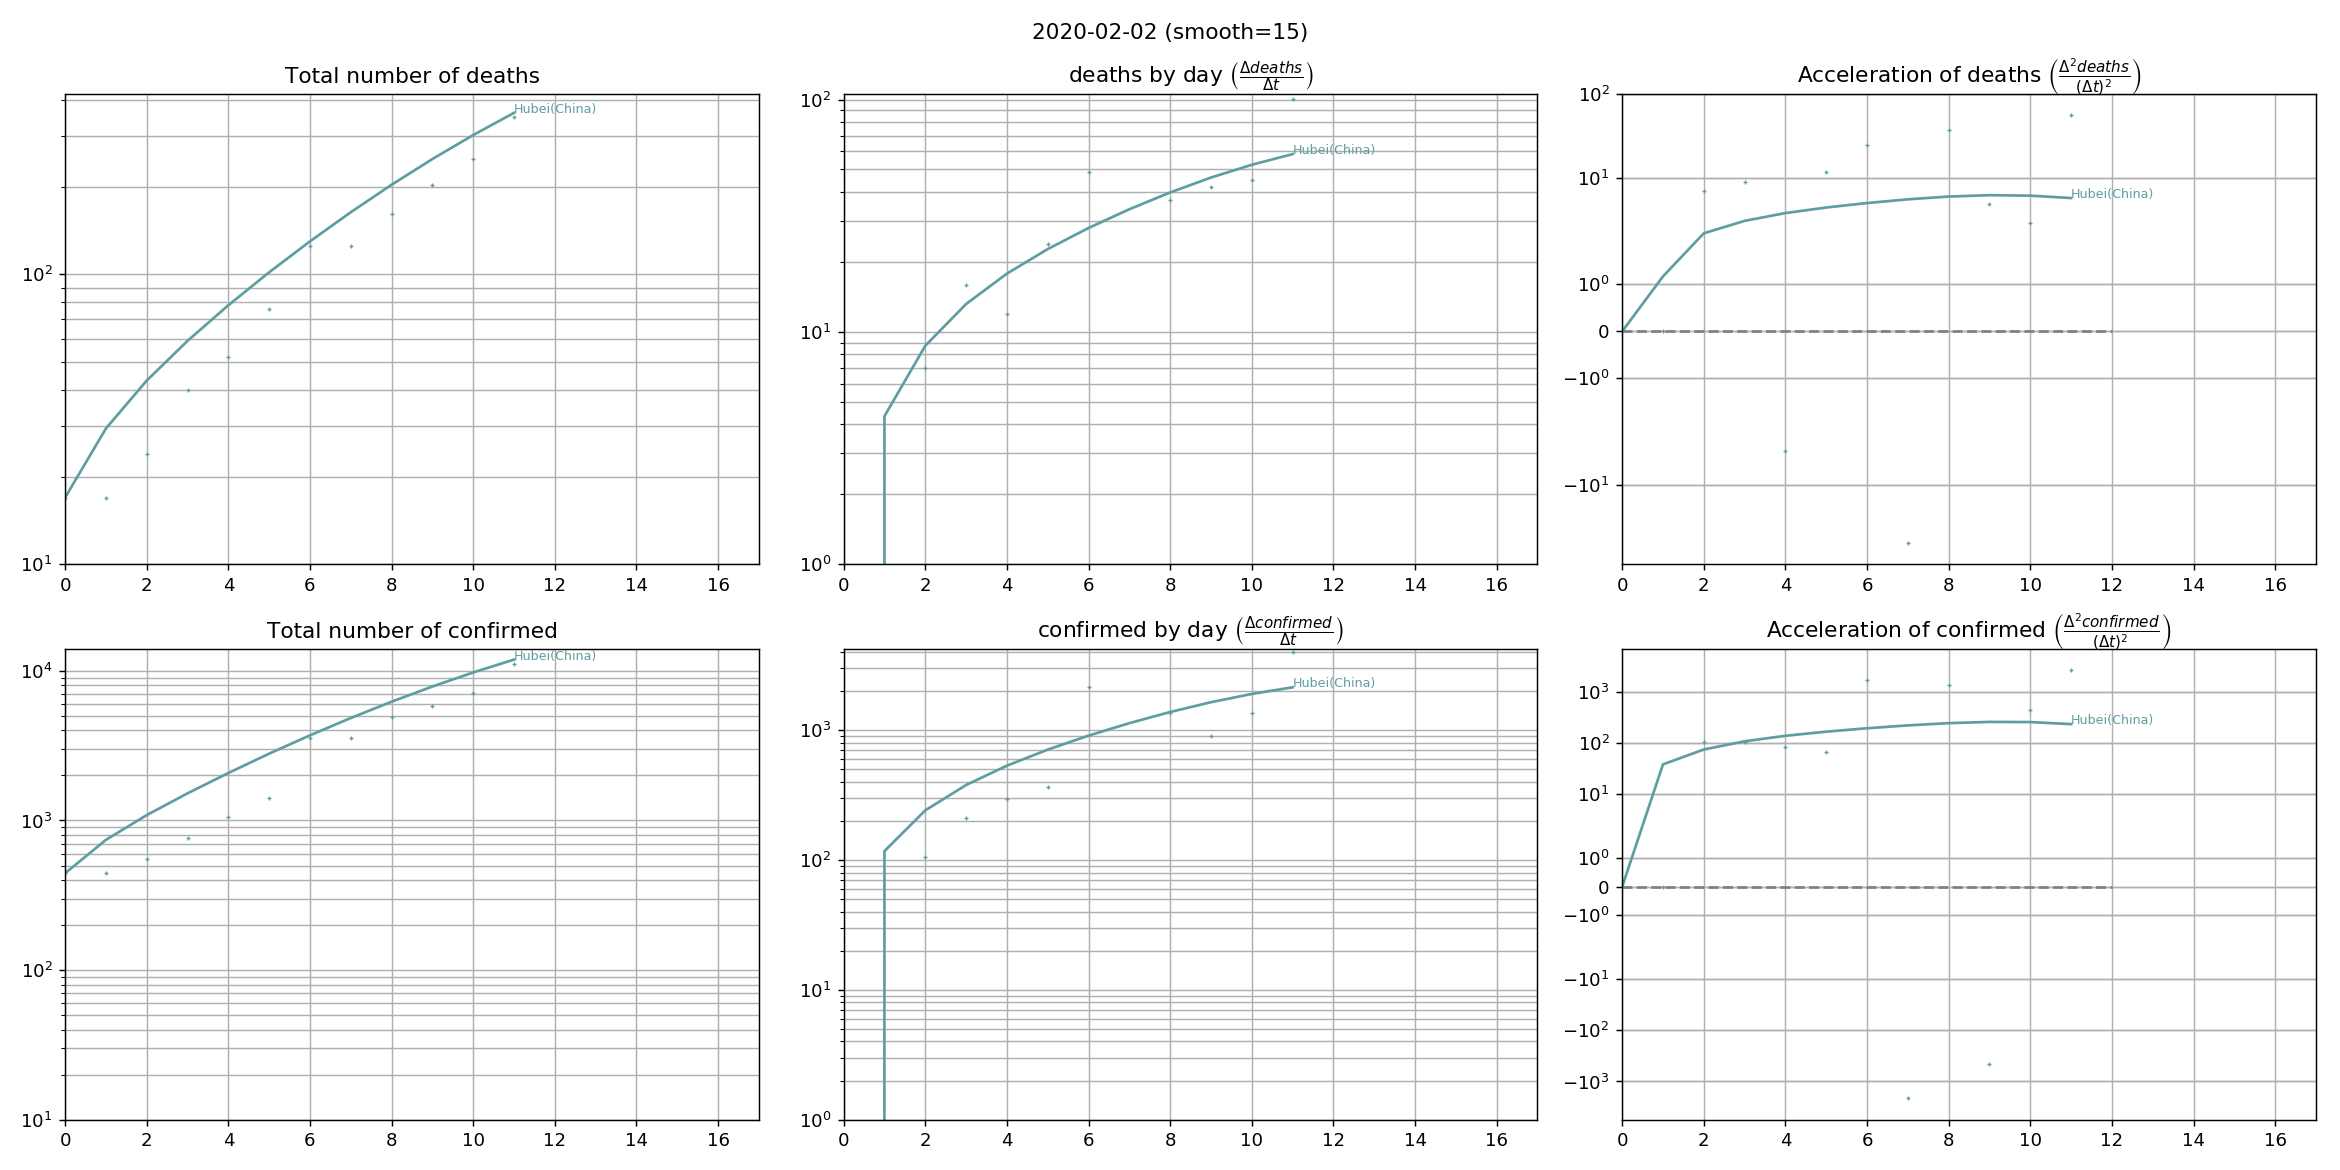 2020-02-02 (smooth=15)
Total number of deaths
Hubei(China)
10²
10¹
0 2 4 6 8 10 12 14 16
deaths by day (Δdeaths/Δt)
Hubei(China)
10²
10¹
10⁰
0 2 4 6 8 10 12 14 16
Acceleration of deaths (Δ²deaths/(Δt)²)
Hubei(China)
10²
10¹
10⁰
0
−10⁰
−10¹
0 2 4 6 8 10 12 14 16
Total number of confirmed
Hubei(China)
10⁴
10³
10²
10¹
0 2 4 6 8 10 12 14 16
confirmed by day (Δconfirmed/Δt)
Hubei(China)
10³
10²
10¹
10⁰
0 2 4 6 8 10 12 14 16
Acceleration of confirmed (Δ²confirmed/(Δt)²)
Hubei(China)
10³
10²
10¹
10⁰
0
−10⁰
−10¹
−10²
−10³
0 2 4 6 8 10 12 14 16